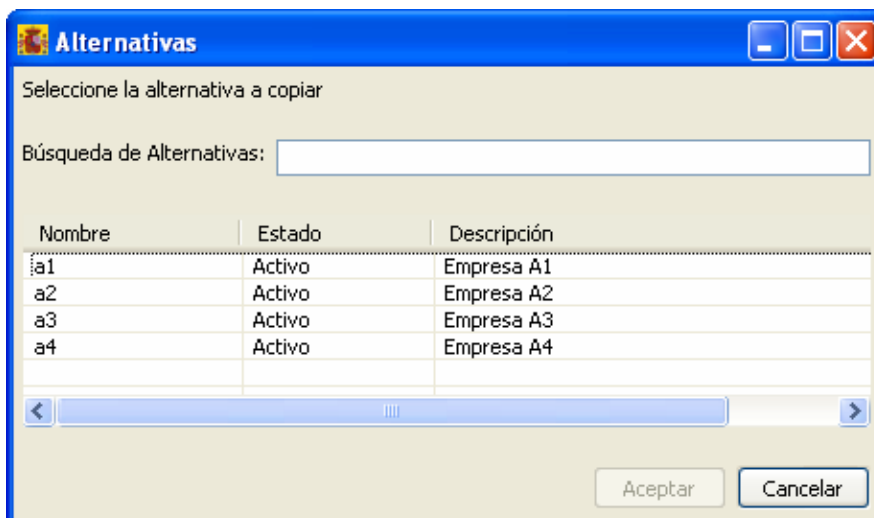 Alternativas
Seleccione la alternativa a copiar
Búsqueda de Alternativas:
Nombre Estado Descripción
a1 Activo Empresa A1
a2 Activo Empresa A2
a3 Activo Empresa A3
a4 Activo Empresa A4
Aceptar Cancelar